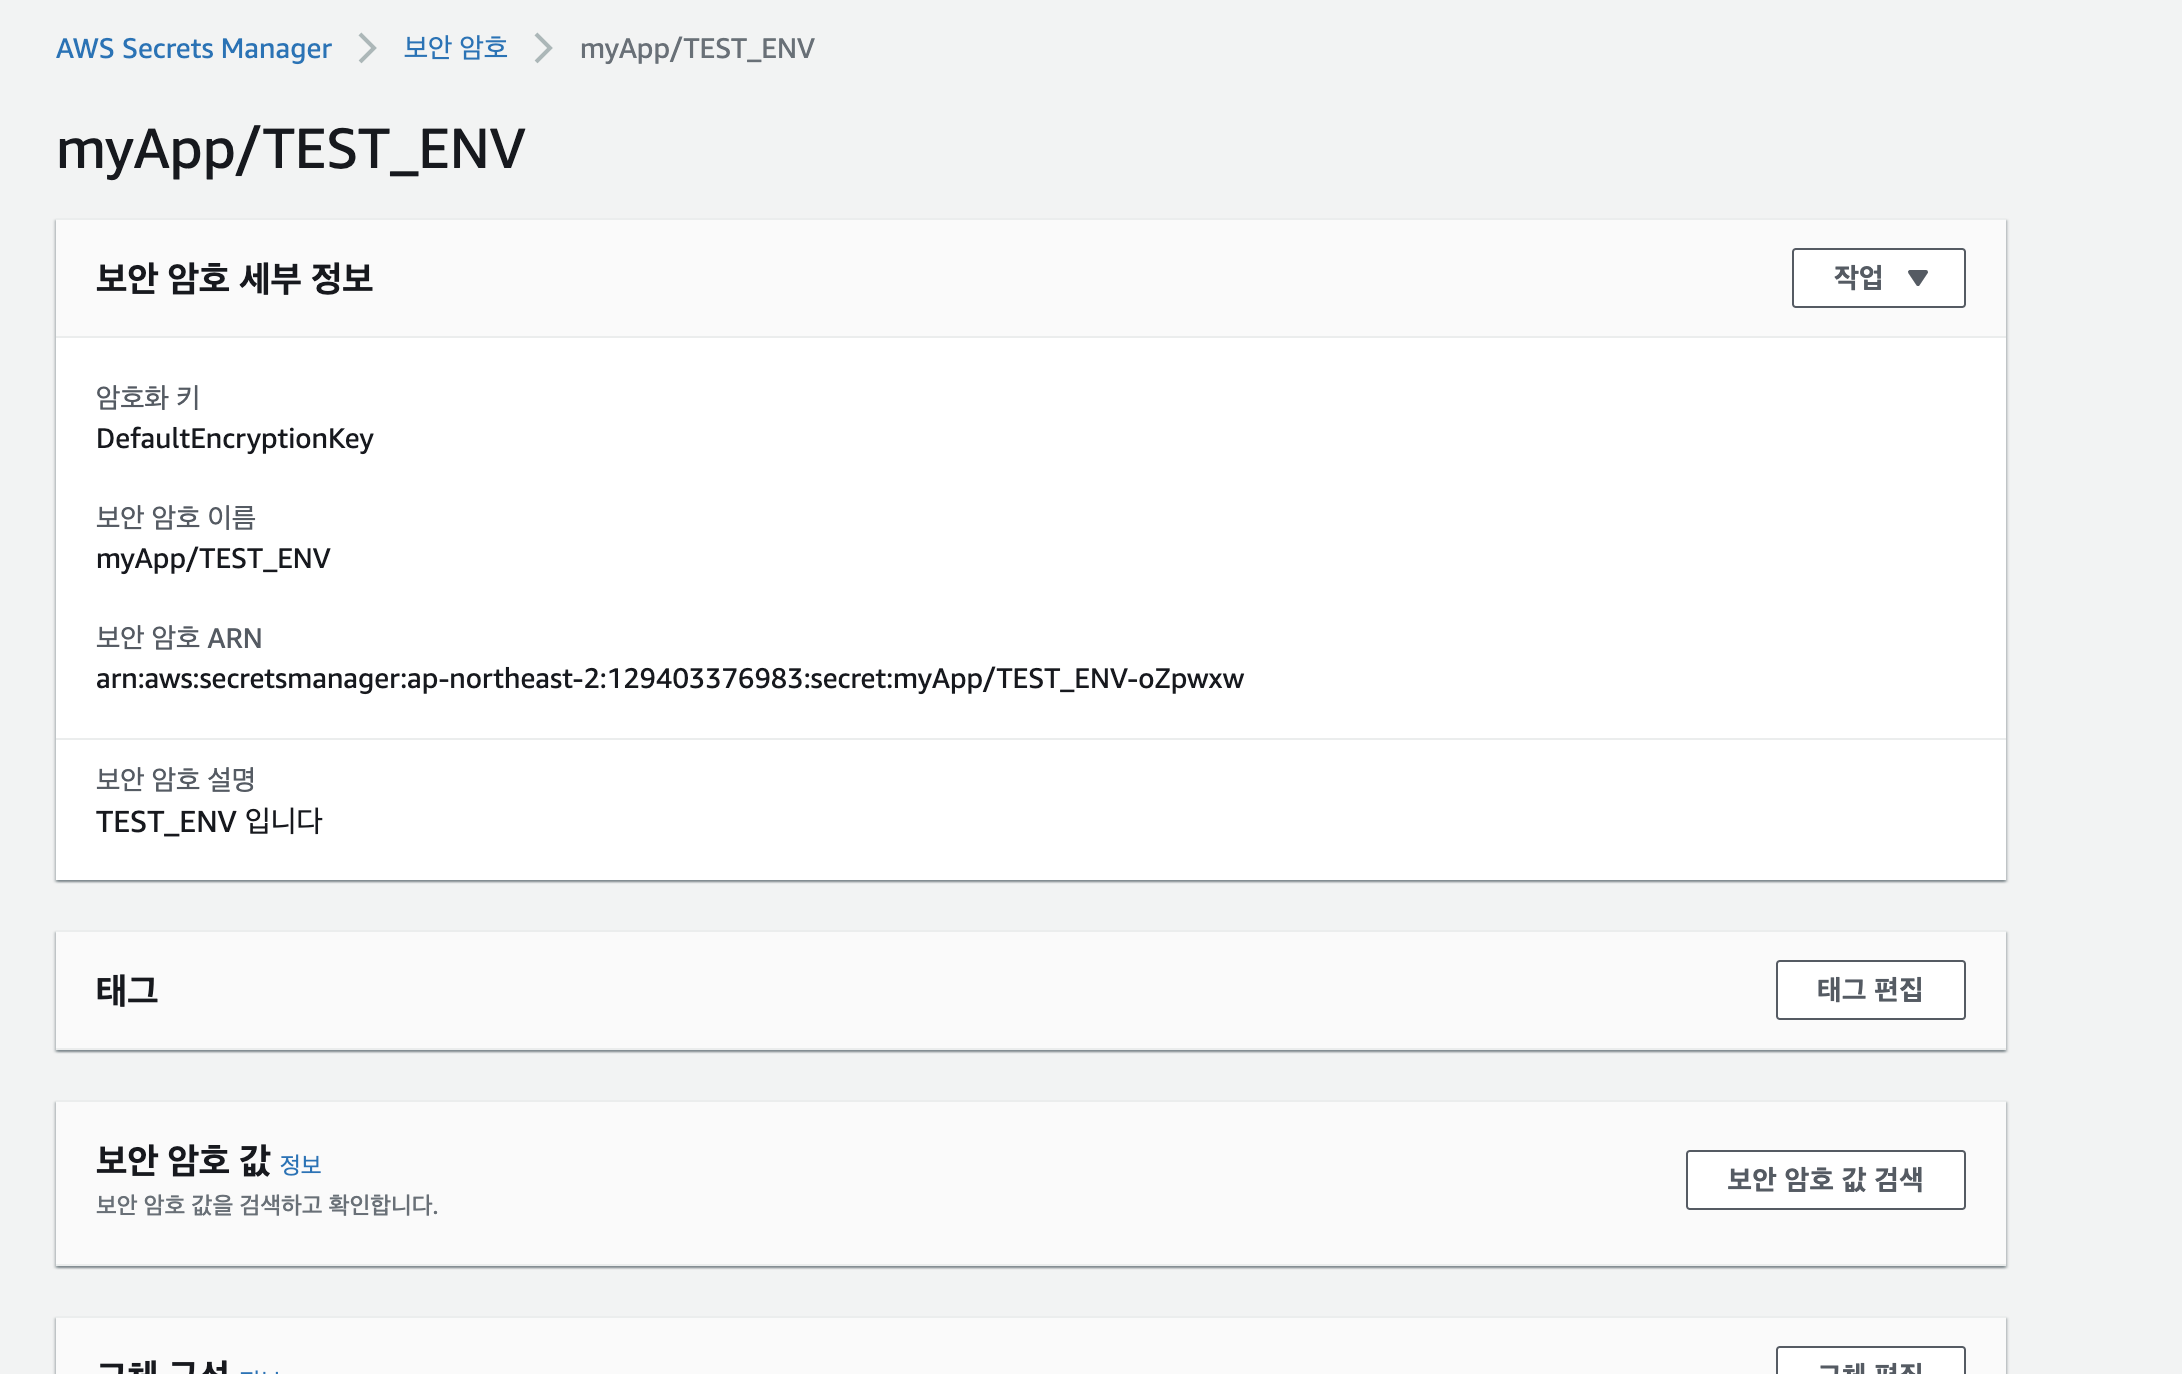 AWS Secrets Manager > 보안 암호 > myApp/TEST_ENV
myApp/TEST_ENV
보안 암호 세부 정보
작업
암호화 키
DefaultEncryptionKey
보안 암호 이름
myApp/TEST_ENV
보안 암호 ARN
arn:aws:secretsmanager:ap-northeast-2:129403376983:secret:myApp/TEST_ENV-oZpwxw
보안 암호 설명
TEST_ENV 입니다
태그
태그 편집
보안 암호 값 정보
보안 암호 값 검색
보안 암호 값을 검색하고 확인합니다.